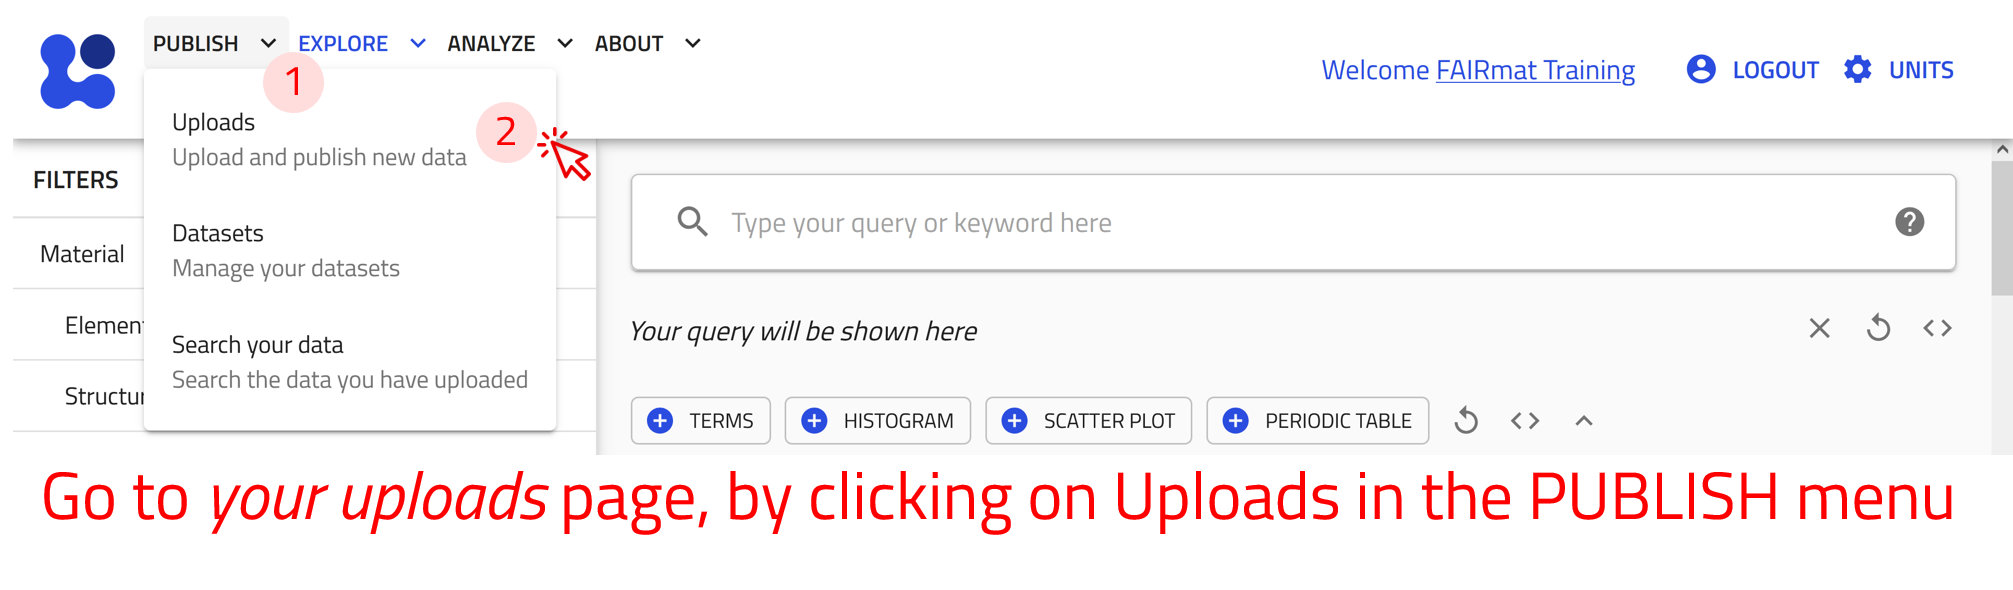 PUBLISH EXPLORE ANALYZE ABOUT
Welcome FAIRmat Training LOGOUT UNITS
1
Uploads
2
Upload and publish new data
FILTERS
Datasets
Type your query or keyword here
?
Material
Manage your datasets
Elemen
Your query will be shown here
Search your data
Search the data you have uploaded
Structur
TERMS HISTOGRAM SCATTER PLOT PERIODIC TABLE
Go to your uploads page, by clicking on Uploads in the PUBLISH menu